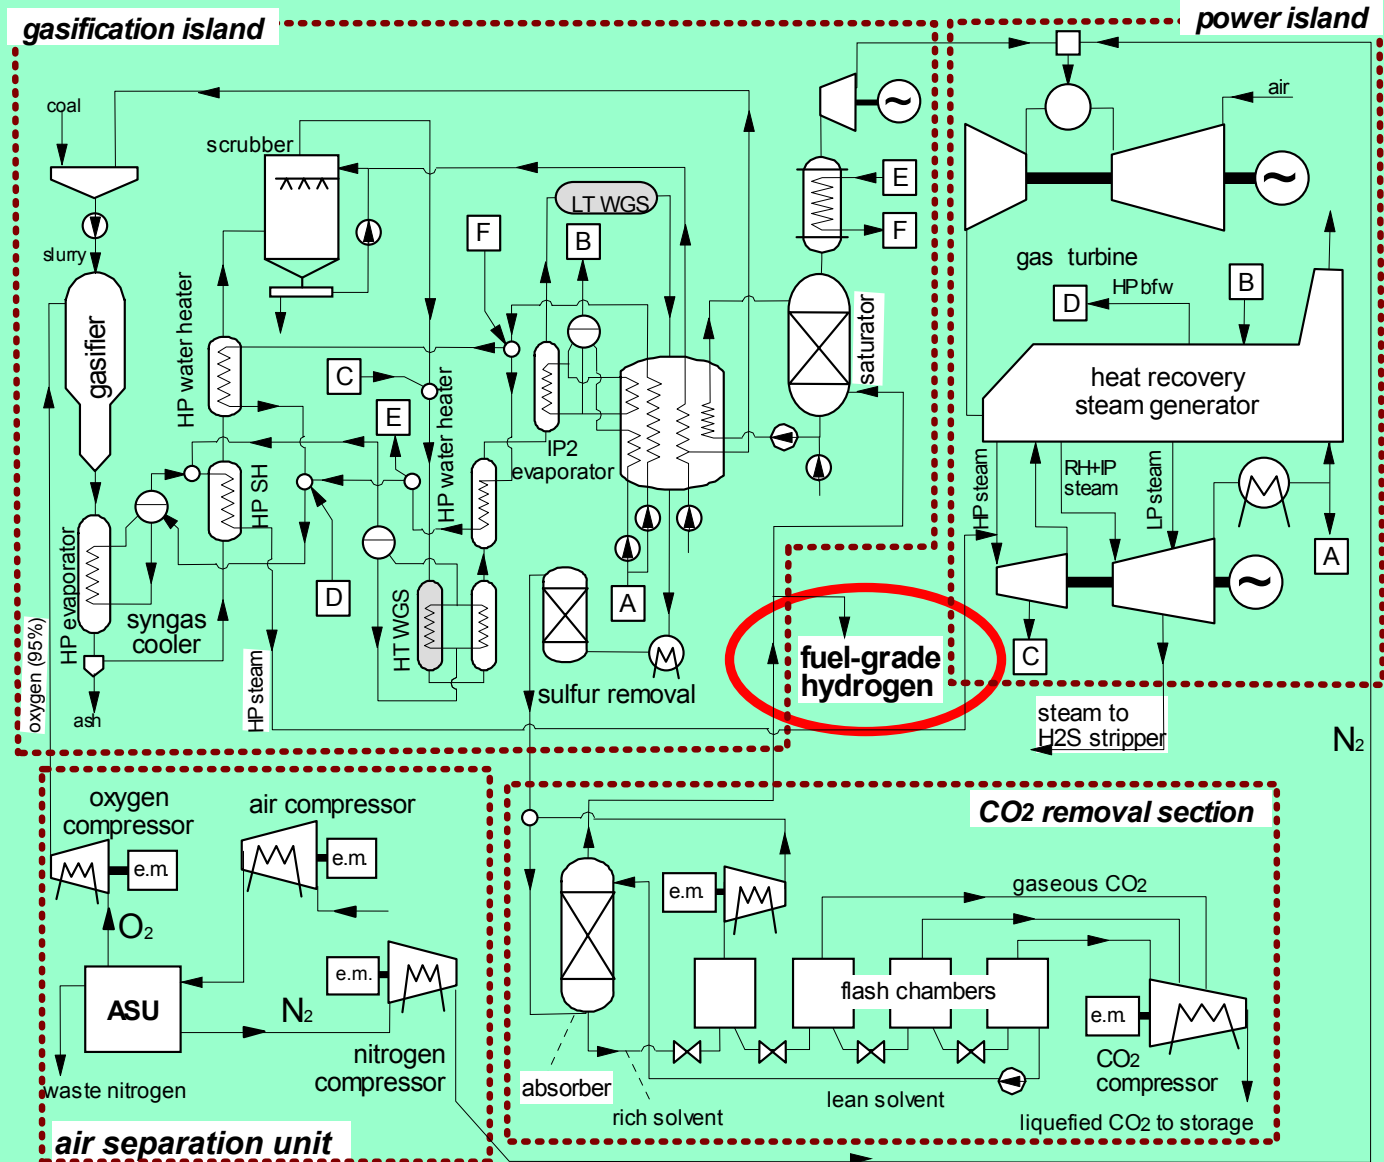 gasification island
power island
coal
scrubber
slurry
gasifier
HP water heater
HP SH
HP evaporator
syngas
cooler
ash
oxygen (95%)
HP steam
LT WGS
F
B
C
E
D
HP water heater
IP2
evaporator
HT WGS
A
sulfur removal
saturator
E
F
~
air
~
gas turbine
HP bfw
D
B
heat recovery
steam generator
HP steam
RH+IP
steam
LP steam
A
~
C
steam to
H2S stripper
N2
fuel-grade
hydrogen
oxygen
compressor
air compressor
e.m.
e.m.
O2
ASU
N2
e.m.
nitrogen
compressor
waste nitrogen
air separation unit
CO2 removal section
e.m.
gaseous CO2
flash chambers
e.m.
CO2
compressor
absorber
rich solvent
lean solvent
liquefied CO2 to storage